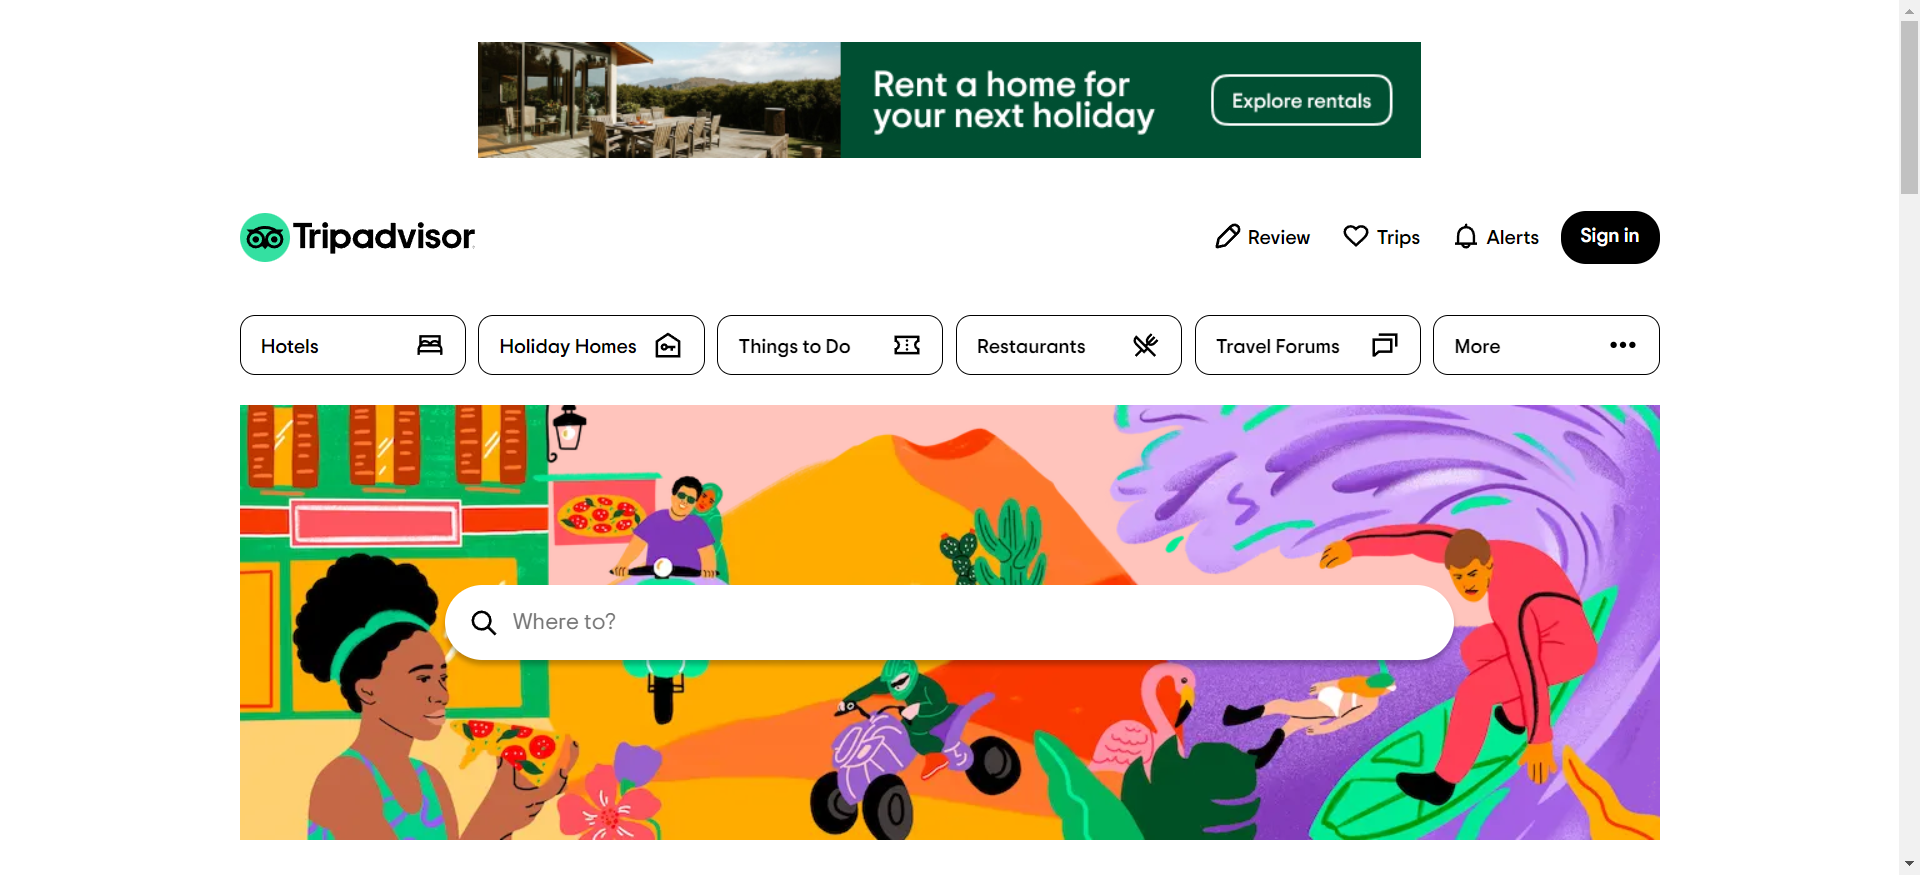 Rent a home for
your next holiday
Explore rentals
Tripadvisor
Review
Trips
Alerts
Sign in
Hotels
Holiday Homes
Things to Do
Restaurants
Travel Forums
More
Where to?